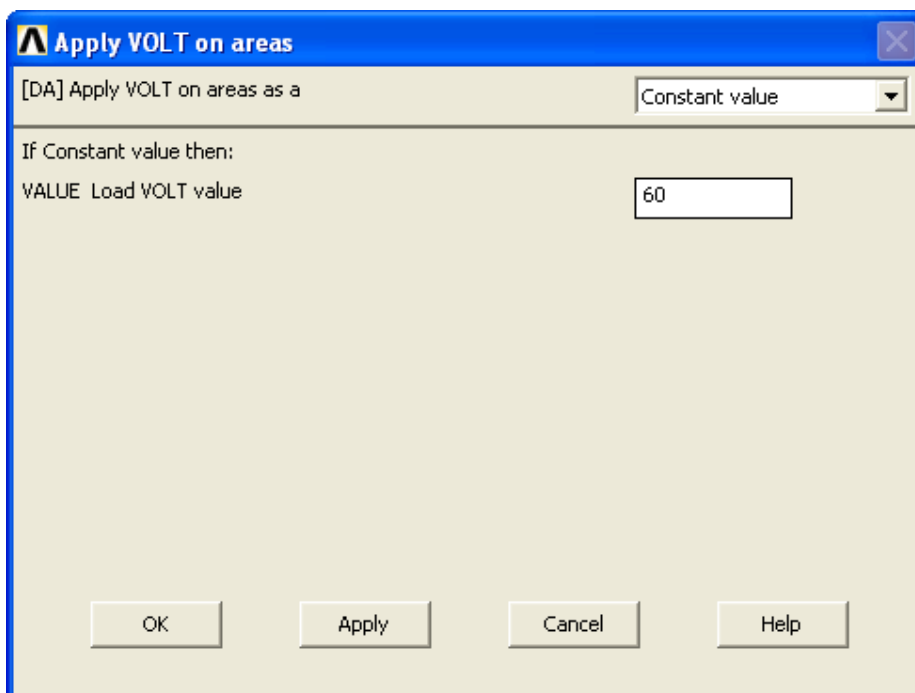 Apply VOLT on areas
[DA] Apply VOLT on areas as a Constant value
If Constant value then:
VALUE Load VOLT value 60
OK Apply Cancel Help